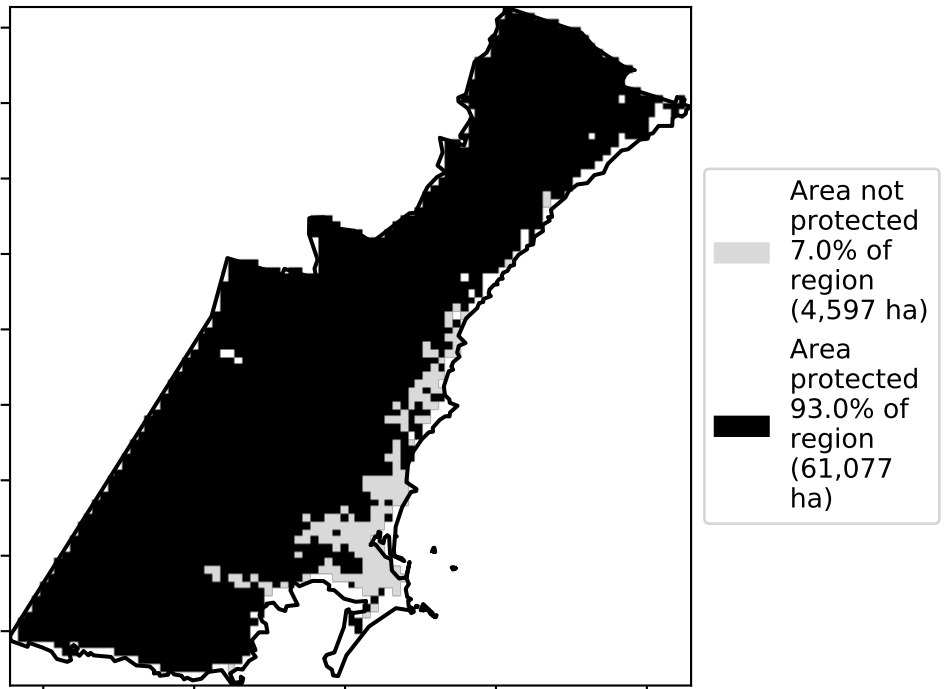 Area not
protected
7.0% of
region
(4,597 ha)
Area
protected
93.0% of
region
(61,077
ha)